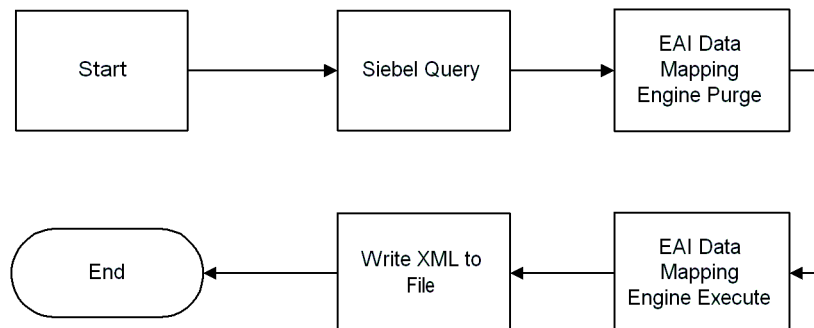 Start
Siebel Query
EAI Data
Mapping
Engine Purge
End
Write XML to
File
EAI Data
Mapping
Engine Execute